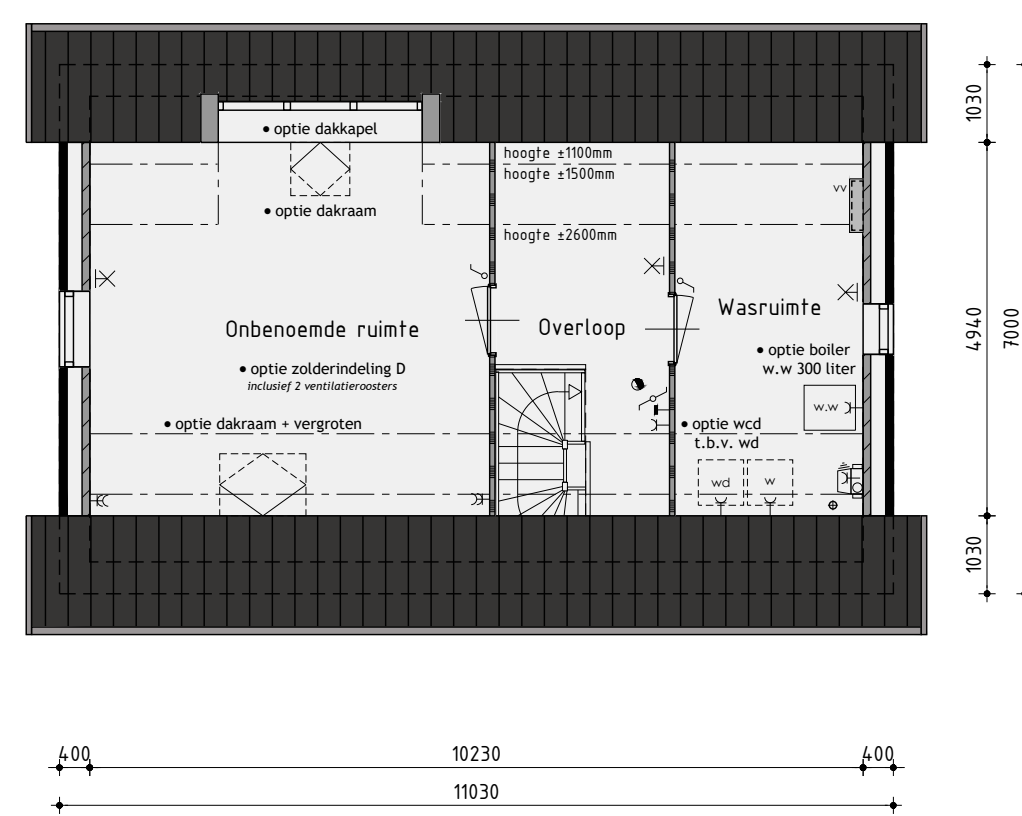 • optie dakkapel
hoogte ±1100mm
hoogte ±1500mm
vv
• optie dakraam
hoogte ±2600mm
Onbenoemde ruimte
Overloop
Wasruimte
• optie zolderindeling D
inclusief 2 ventilatieroosters
• optie boiler
w.w 300 liter
w.w
• optie dakraam + vergroten
• optie wcd
t.b.v. wd
wd
w
1030
4940
7000
1030
400
10230
400
11030